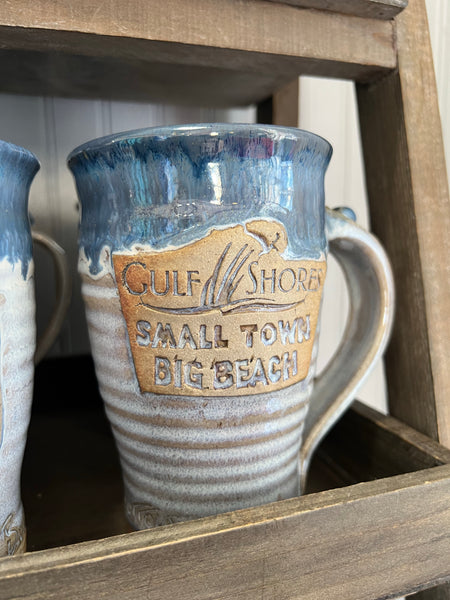 GULF SHORES
SMALL TOWN
BIG BEACH